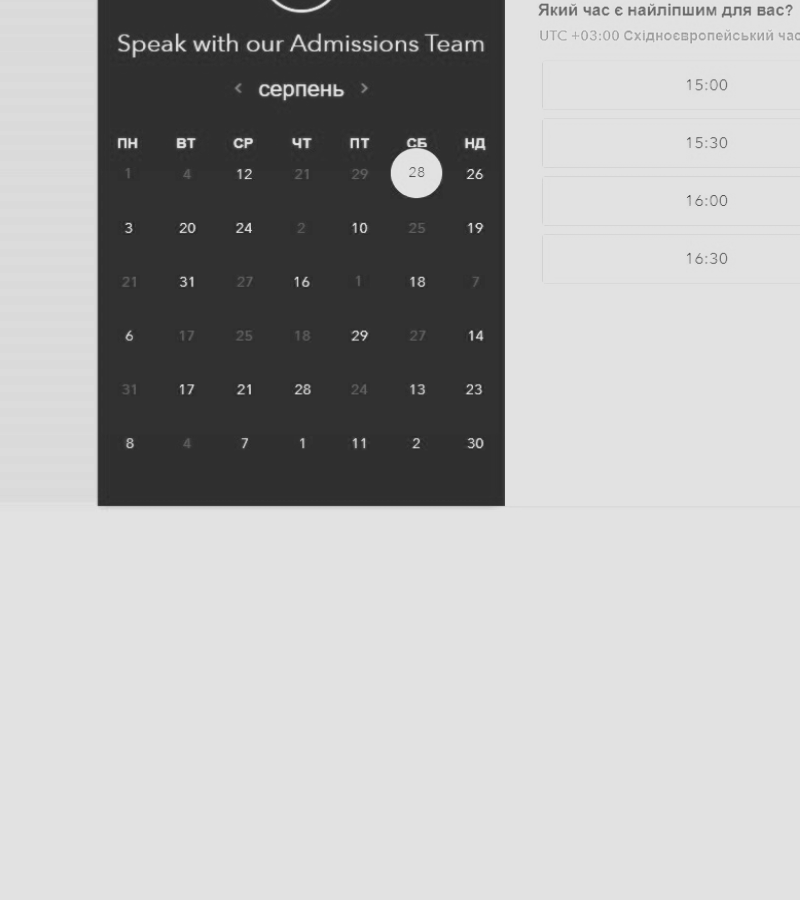 Speak with our Admissions Team
серпень
ПН ВТ СР ЧТ ПТ СБ НД
1 4 12 21 29 28 26
3 20 24 2 10 25 19
21 31 27 16 1 18 7
6 17 25 18 29 27 14
31 17 21 28 24 13 23
8 4 7 1 11 2 30
Який час є найліпшим для вас?
UTC +03:00 Східноєвропейський час
15:00
15:30
16:00
16:30